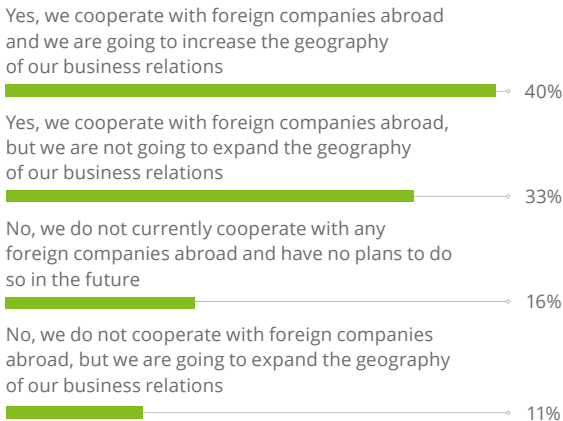 Yes, we cooperate with foreign companies abroad
and we are going to increase the geography
of our business relations
40%
Yes, we cooperate with foreign companies abroad,
but we are not going to expand the geography
of our business relations
33%
No, we do not currently cooperate with any
foreign companies abroad and have no plans to do
so in the future
16%
No, we do not cooperate with foreign companies
abroad, but we are going to expand the geography
of our business relations
11%